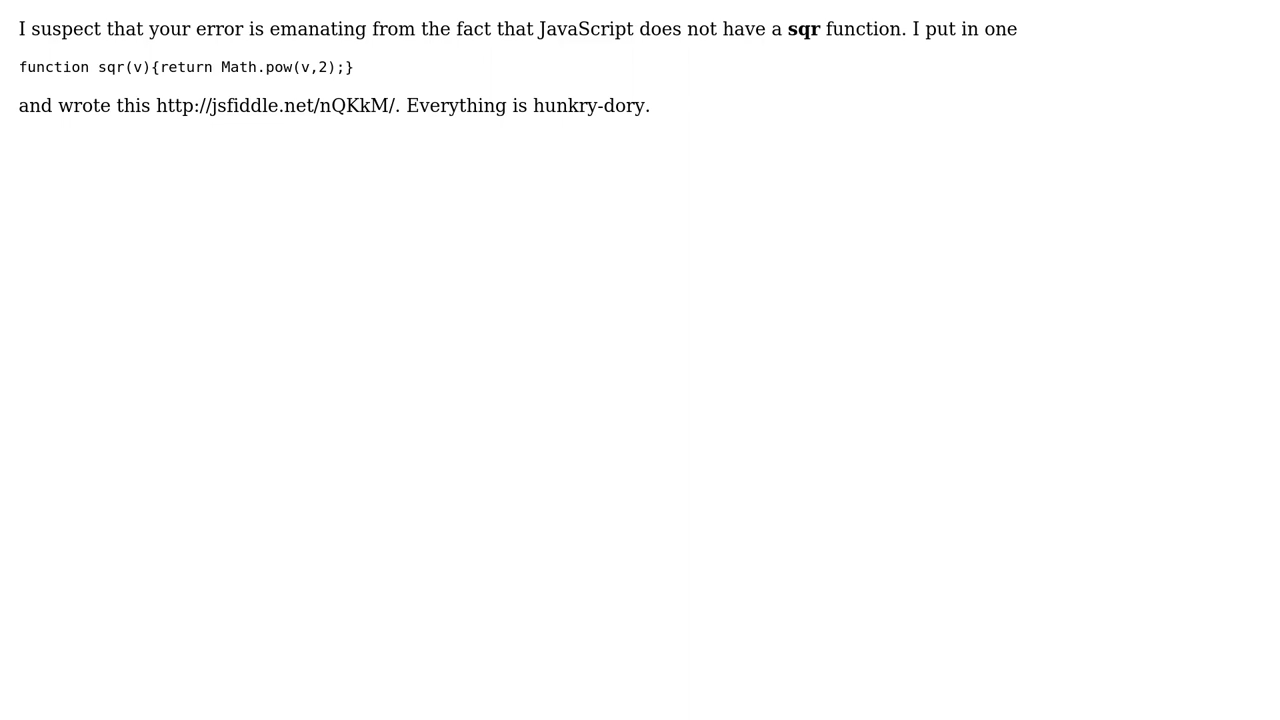 I suspect that your error is emanating from the fact that JavaScript does not have a sqr function. I put in one
function sqr(v){return Math.pow(v,2);}
and wrote this http://jsfiddle.net/nQKkM/. Everything is hunkry-dory.